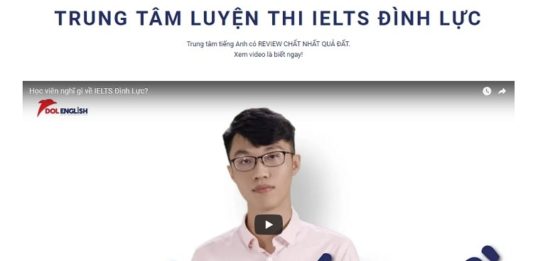 TRUNG TÂM LUYỆN THI IELTS ĐÌNH LỰC
Trung tâm tiếng Anh có REVIEW CHẤT NHẤT QUẢ ĐẤT.
Xem video là biết ngay!
Học viên nghĩ gì về IELTS Đình Lực?
DOL ENGLISH